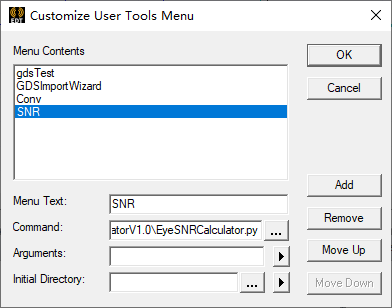 EDT Customize User Tools Menu
Menu Contents
OK
gdsTest
GDSImportWizard
Conv
SNR
Cancel
Add
Menu Text: SNR
Remove
Command: atorV1.0\EyeSNRCalculator.py ...
Arguments:
Move Up
Initial Directory: ...
Move Down